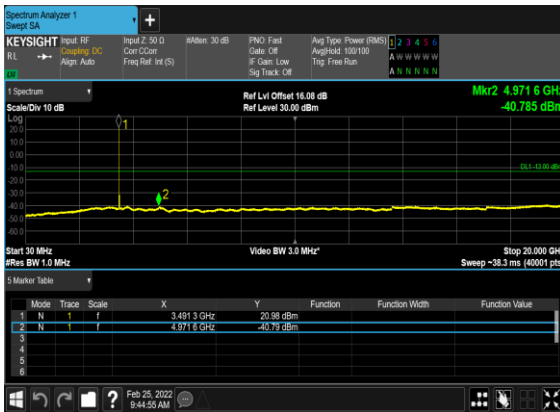 Spectrum Analyzer 1
Swept SA
KEYSIGHT
RL
Input: RF
Coupling: DC
Align: Auto
Input Z: 50 Ω
Corr CCorr
Freq Ref: Int (S)
#Atten: 30 dB
PNO: Fast
Gate: Off
IF Gain: Low
Sig Track: Off
Avg Type: Power (RMS)
Avg|Hold: 100/100
Trig: Free Run
1 2 3 4 5 6
A W W W W W
A N N N N N
1 Spectrum
Scale/Div 10 dB
Ref Lvl Offset 16.08 dB
Ref Level 30.00 dBm
Mkr2 4.971 6 GHz
-40.785 dBm
Log
20.0
10.0
0.00
-10.0
-20.0
-30.0
-40.0
-50.0
-60.0
1
2
DL1 -13.00 dBm
Start 30 MHz
#Res BW 1.0 MHz
Video BW 3.0 MHz*
Stop 20.000 GH
Sweep ~38.3 ms (40001 pts
5 Marker Table
Mode Trace Scale X Y Function Function Width Function Value
1 N 1 f 3.491 3 GHz 20.98 dBm
2 N 1 f 4.971 6 GHz -40.79 dBm
3
4
5
6
?
Feb 25, 2022
9:44:55 AM